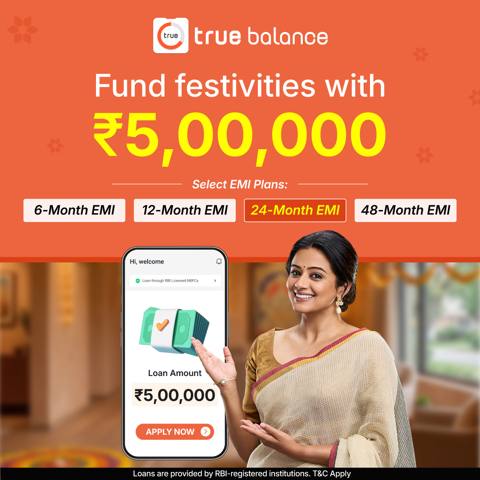 true
true balance
Fund festivities with
₹5,00,000
Select EMI Plans:
6-Month EMI
12-Month EMI
24-Month EMI
48-Month EMI
Hi, welcome
Loan through RBI Licensed NBFCs
Loan Amount
₹5,00,000
APPLY NOW
Loans are provided by RBI-registered institutions. T&C Apply